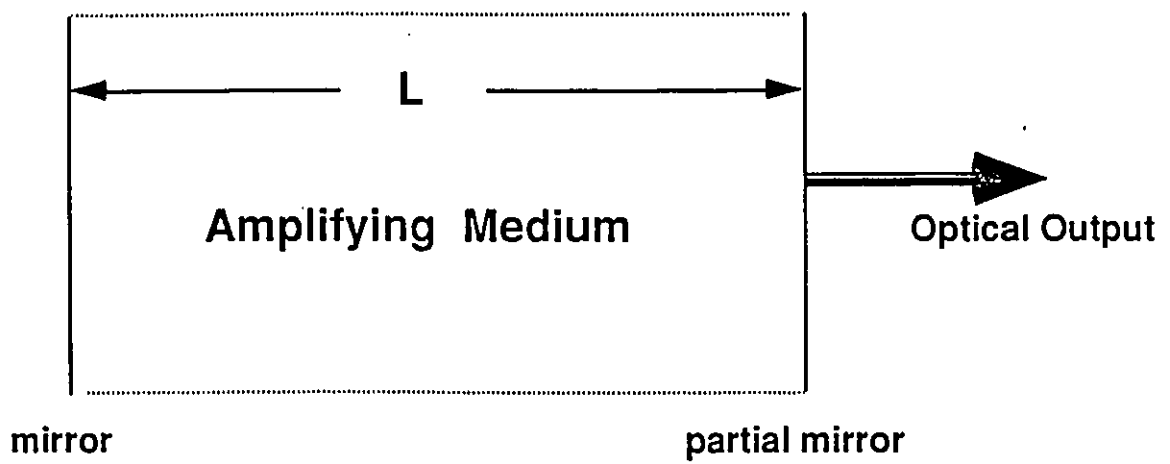 L
Amplifying Medium
Optical Output
mirror
partial mirror